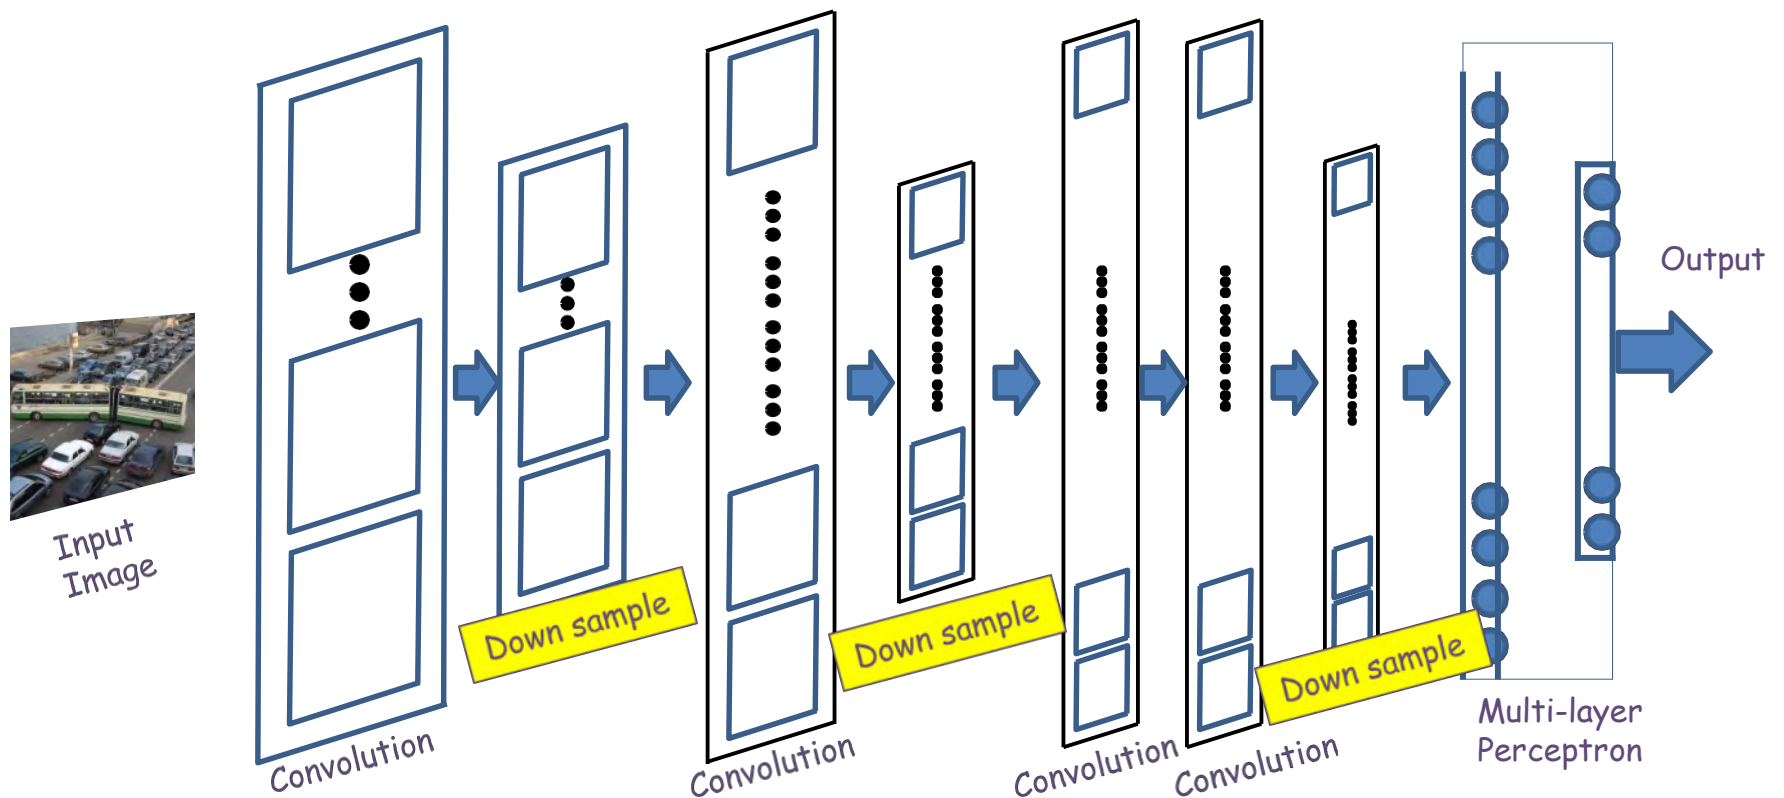 Input
Image
Convolution
Down sample
Convolution
Down sample
Convolution
Convolution
Down sample
Multi-layer
Perceptron
Output